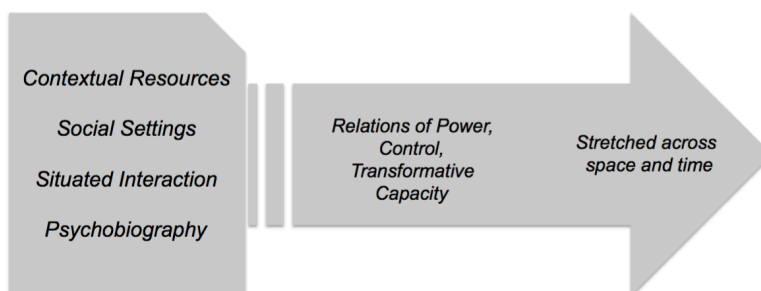 Contextual Resources
Social Settings
Situated Interaction
Psychobiography
Relations of Power,
Control,
Transformative
Capacity
Stretched across
space and time